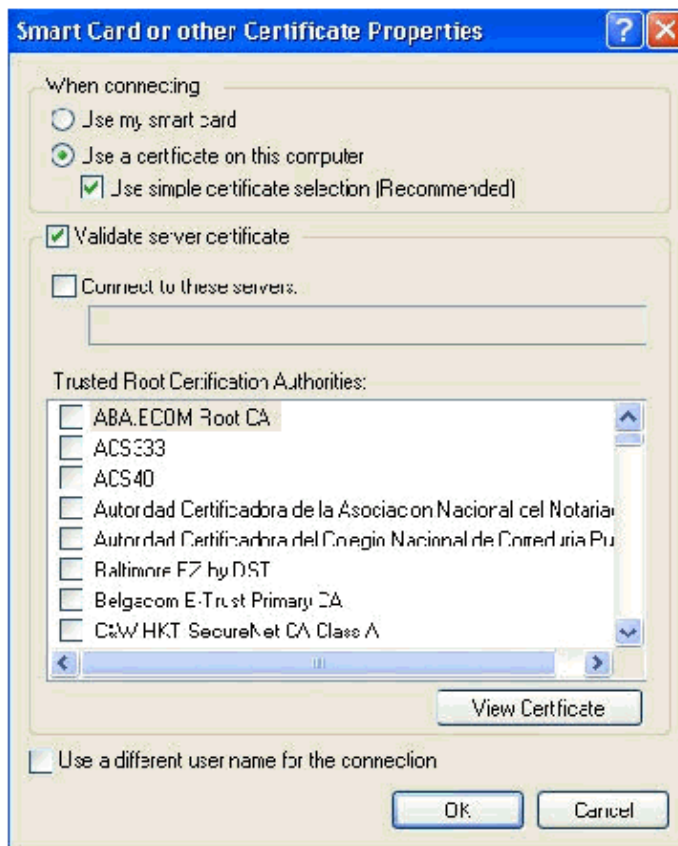 Smart Card or other Certificate Properties
When connecting
Use my smart card
Use a certificate on this computer
Use simple certificate selection (Recommended)
Validate server certificate
Connect to these servers:
Trusted Root Certification Authorities:
ABA.ECOM Root CA
ACS333
ACS40
Autoridad Certificadora de la Asociacion Nacional del Notaria
Autoridad Certificadora del Colegio Nacional de Correduria Pu
Baltimore EZ by DST
Belgacom E-Trust Primary CA
C&W HKT SecureNet CA Class A
View Certificate
Use a different user name for the connection
OK Cancel